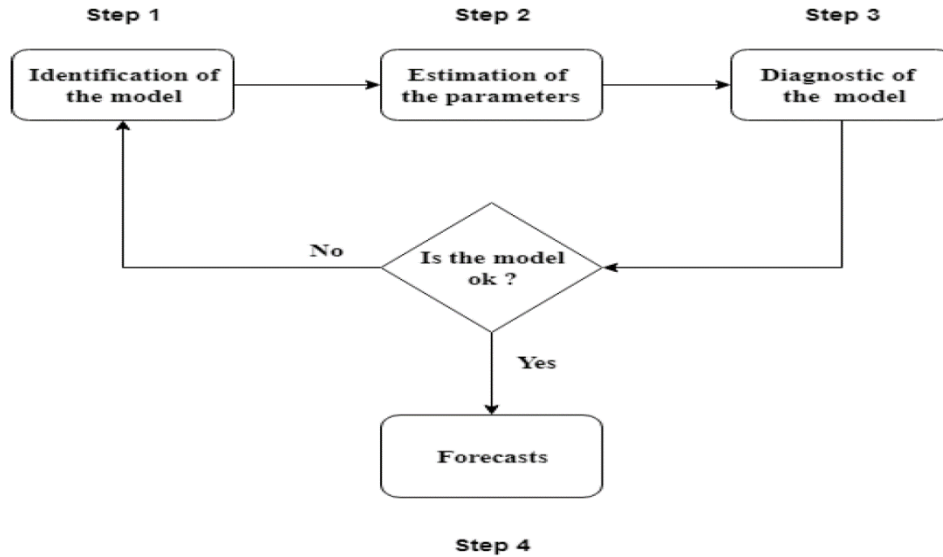 Step 1
Step 2
Step 3
Identification of
the model
Estimation of
the parameters
Diagnostic of
the model
No
Is the model
ok ?
Yes
Forecasts
Step 4